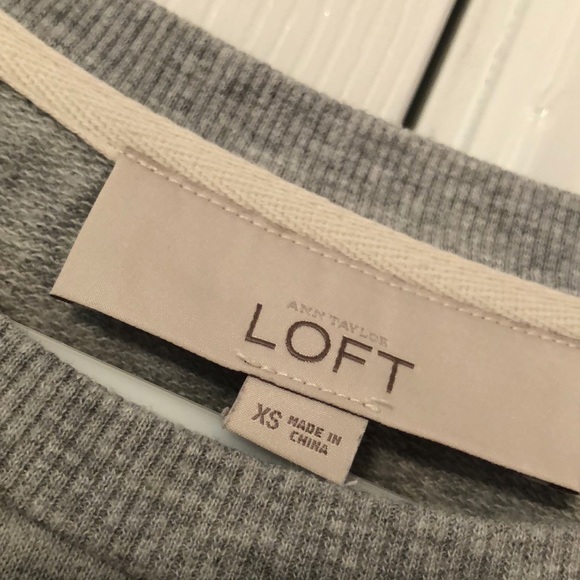 ANN TAYLOR
LOFT
XS MADE IN
CHINA